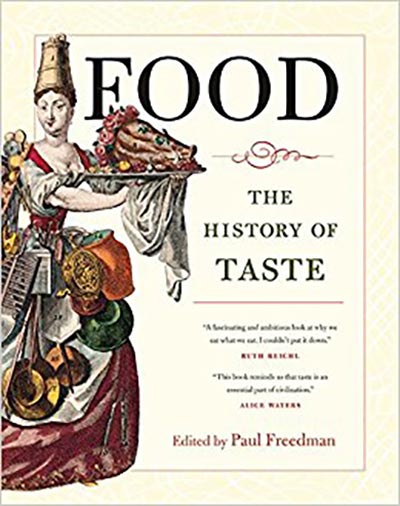 FOOD
THE
HISTORY OF
TASTE
"A fascinating and ambitious look at why we
eat what we eat. I couldn't put it down."
RUTH REICHL
"This book reminds us that taste is an
essential part of civilization."
ALICE WATERS
Edited by Paul Freedman